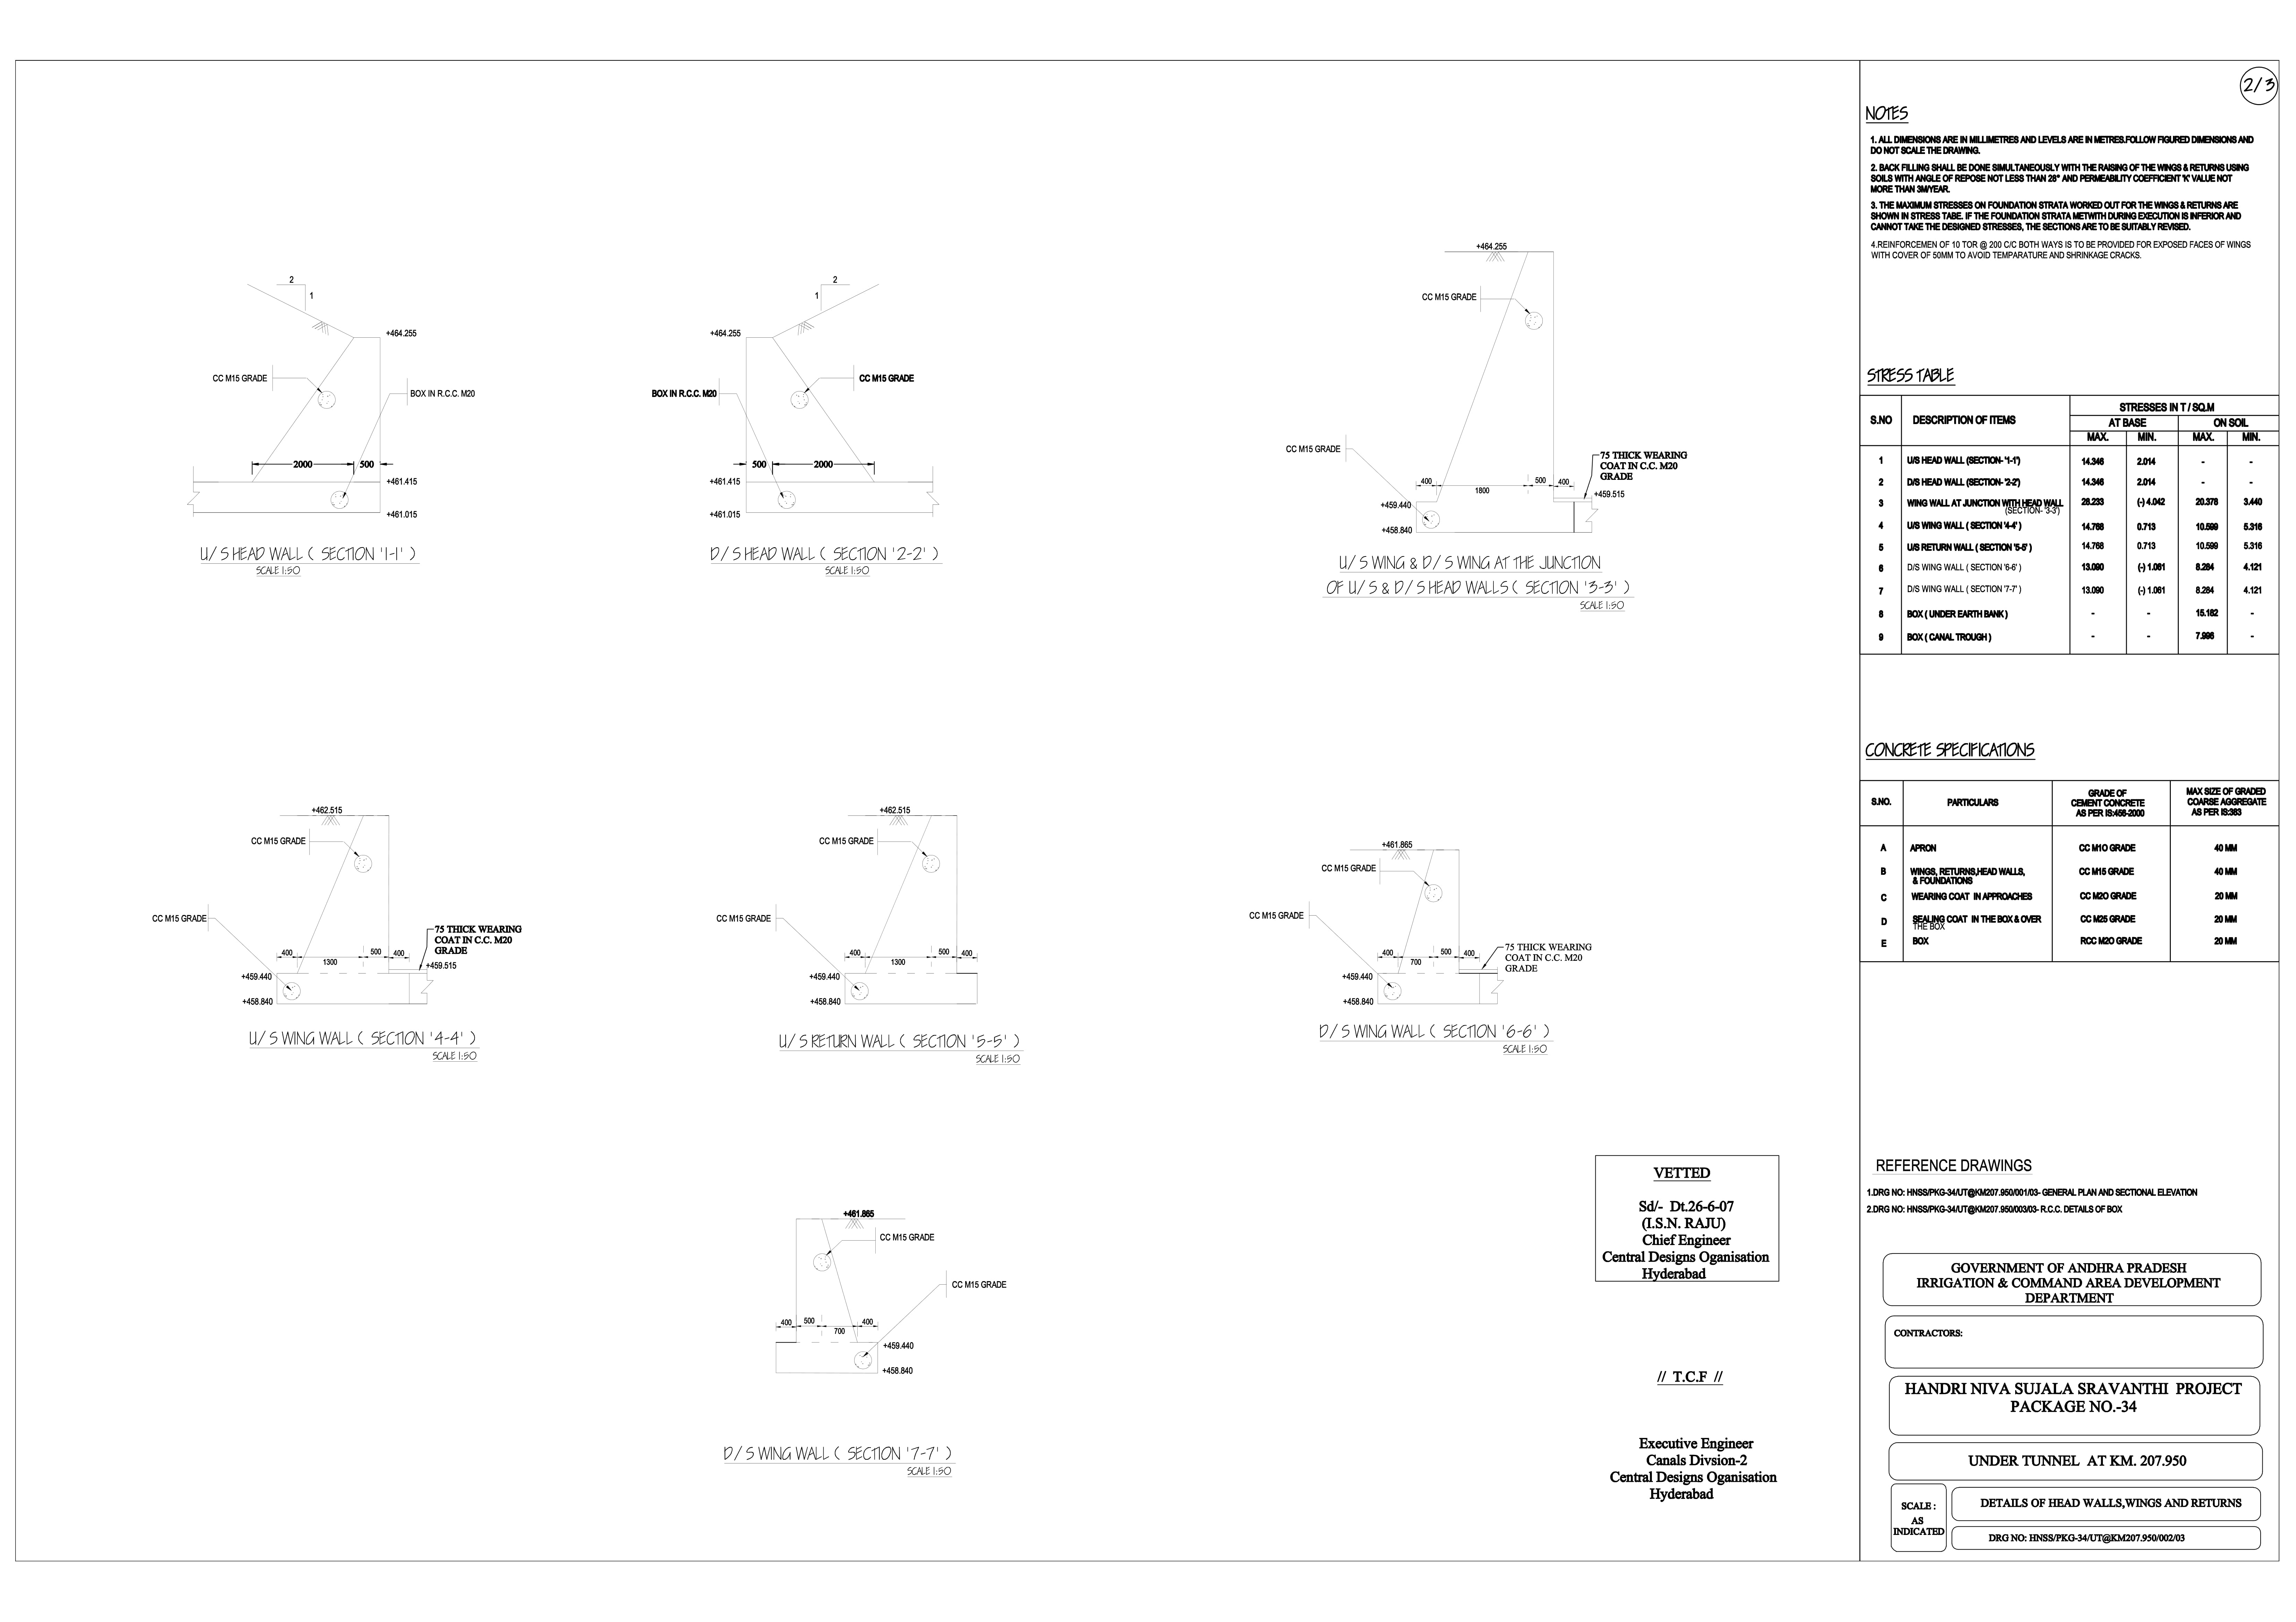 2/3
2
1
+464.255
CC M15 GRADE
BOX IN R.C.C. M20
2000
500
+461.415
+461.015
U/S HEAD WALL ( SECTION '1-1' )
SCALE 1:50
2
1
+464.255
CC M15 GRADE
BOX IN R.C.C. M20
500
2000
+461.415
+461.015
D/S HEAD WALL ( SECTION '2-2' )
SCALE 1:50
+464.255
CC M15 GRADE
CC M15 GRADE
75 THICK WEARING
COAT IN C.C. M20
GRADE
400
1800
500
400
+459.515
+459.440
+458.840
U/S WING & D/S WING AT THE JUNCTION
OF U/S & D/S HEAD WALLS ( SECTION '3-3' )
SCALE 1:50
+462.515
CC M15 GRADE
CC M15 GRADE
75 THICK WEARING
COAT IN C.C. M20
GRADE
400
1300
500
400
+459.515
+459.440
+458.840
U/S WING WALL ( SECTION '4-4' )
SCALE 1:50
+462.515
CC M15 GRADE
CC M15 GRADE
400
1300
500
400
+459.440
+458.840
U/S RETURN WALL ( SECTION '5-5' )
SCALE 1:50
+461.865
CC M15 GRADE
CC M15 GRADE
75 THICK WEARING
COAT IN C.C. M20
GRADE
400
700
500
400
+459.440
+458.840
D/S WING WALL ( SECTION '6-6' )
SCALE 1:50
+461.865
CC M15 GRADE
CC M15 GRADE
400
500
700
400
+459.440
+458.840
D/S WING WALL ( SECTION '7-7' )
SCALE 1:50
VETTED
Sd/- Dt.26-6-07
(I.S.N. RAJU)
Chief Engineer
Central Designs Oganisation
Hyderabad
// T.C.F //
Executive Engineer
Canals Divsion-2
Central Designs Oganisation
Hyderabad
NOTES
1. ALL DIMENSIONS ARE IN MILLIMETRES AND LEVELS ARE IN METRES.FOLLOW FIGURED DIMENSIONS AND
DO NOT SCALE THE DRAWING.
2. BACK FILLING SHALL BE DONE SIMULTANEOUSLY WITH THE RAISING OF THE WINGS & RETURNS USING
SOILS WITH ANGLE OF REPOSE NOT LESS THAN 28° AND PERMEABILITY COEFFICIENT 'K' VALUE NOT
MORE THAN 3M/YEAR.
3. THE MAXIMUM STRESSES ON FOUNDATION STRATA WORKED OUT FOR THE WINGS & RETURNS ARE
SHOWN IN STRESS TABE. IF THE FOUNDATION STRATA METWITH DURING EXECUTION IS INFERIOR AND
CANNOT TAKE THE DESIGNED STRESSES, THE SECTIONS ARE TO BE SUITABLY REVISED.
4.REINFORCEMEN OF 10 TOR @ 200 C/C BOTH WAYS IS TO BE PROVIDED FOR EXPOSED FACES OF WINGS
WITH COVER OF 50MM TO AVOID TEMPARATURE AND SHRINKAGE CRACKS.
STRESS TABLE
S.NO DESCRIPTION OF ITEMS STRESSES IN T / SQ.M
AT BASE ON SOIL
MAX. MIN. MAX. MIN.
1 U/S HEAD WALL (SECTION- '1-1') 14.346 2.014 - -
2 D/S HEAD WALL (SECTION- '2-2') 14.346 2.014 - -
3 WING WALL AT JUNCTION WITH HEAD WALL 28.233 (-) 4.042 20.378 3.440
(SECTION- '3-3')
4 U/S WING WALL ( SECTION '4-4' ) 14.768 0.713 10.599 5.316
5 U/S RETURN WALL ( SECTION '5-5' ) 14.768 0.713 10.599 5.316
6 D/S WING WALL ( SECTION '6-6' ) 13.090 (-) 1.061 8.284 4.121
7 D/S WING WALL ( SECTION '7-7' ) 13.090 (-) 1.061 8.284 4.121
8 BOX ( UNDER EARTH BANK ) - - 15.182 -
9 BOX ( CANAL TROUGH ) - - 7.996 -
CONCRETE SPECIFICATIONS
S.NO. PARTICULARS GRADE OF
CEMENT CONCRETE
AS PER IS:456-2000
MAX SIZE OF GRADED
COARSE AGGREGATE
AS PER IS:383
A APRON CC M10 GRADE 40 MM
B WINGS, RETURNS,HEAD WALLS, CC M15 GRADE 40 MM
& FOUNDATIONS
C WEARING COAT IN APPROACHES CC M20 GRADE 20 MM
D SEALING COAT IN THE BOX & OVER CC M25 GRADE 20 MM
THE BOX
E BOX RCC M20 GRADE 20 MM
REFERENCE DRAWINGS
1.DRG NO: HNSS/PKG-34/UT@KM207.950/001/03- GENERAL PLAN AND SECTIONAL ELEVATION
2.DRG NO: HNSS/PKG-34/UT@KM207.950/003/03- R.C.C. DETAILS OF BOX
GOVERNMENT OF ANDHRA PRADESH
IRRIGATION & COMMAND AREA DEVELOPMENT
DEPARTMENT
CONTRACTORS:
HANDRI NIVA SUJALA SRAVANTHI PROJECT
PACKAGE NO.-34
UNDER TUNNEL AT KM. 207.950
SCALE :
AS
INDICATED
DETAILS OF HEAD WALLS,WINGS AND RETURNS
DRG NO: HNSS/PKG-34/UT@KM207.950/002/03